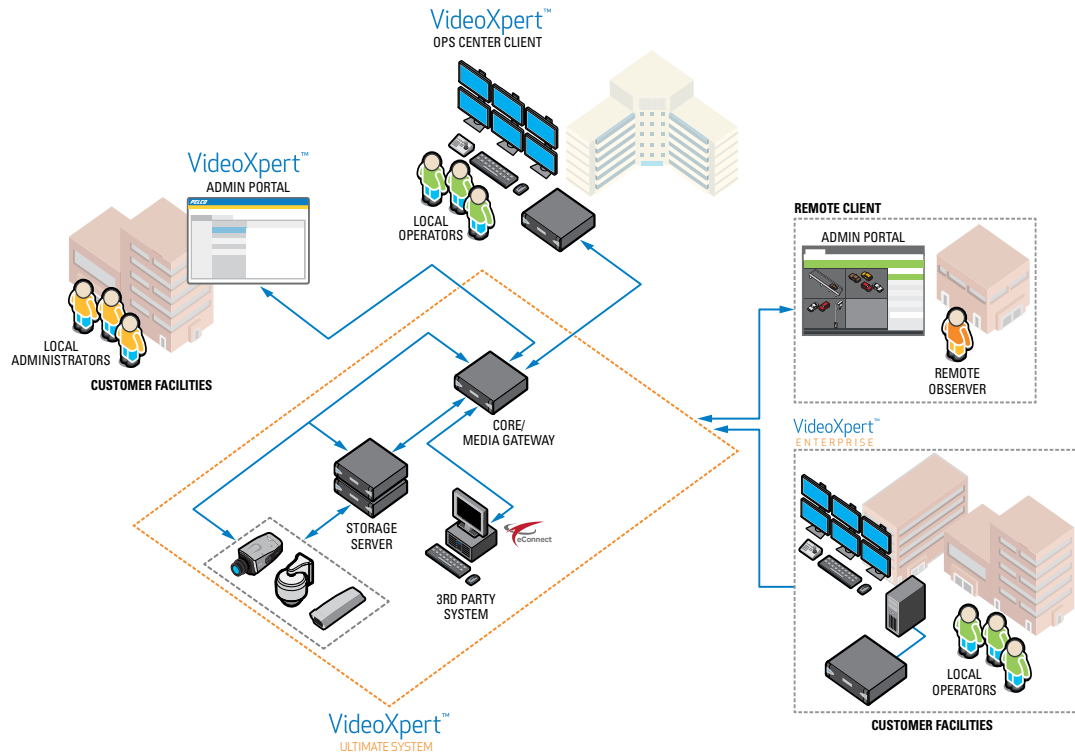 VideoXpert™
OPS CENTER CLIENT
LOCAL
OPERATORS
VideoXpert™
ADMIN PORTAL
PELCO
LOCAL
ADMINISTRATORS
CUSTOMER FACILITIES
REMOTE CLIENT
ADMIN PORTAL
REMOTE
OBSERVER
CORE/
MEDIA GATEWAY
STORAGE
SERVER
eConnect
3RD PARTY
SYSTEM
VideoXpert™
ENTERPRISE
LOCAL
OPERATORS
CUSTOMER FACILITIES
VideoXpert™
ULTIMATE SYSTEM